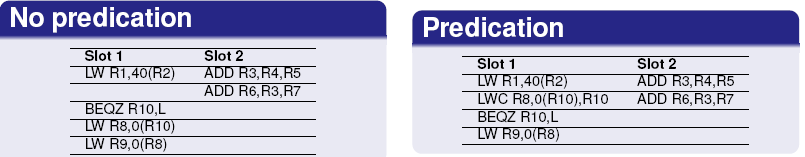 No predication
Slot 1 Slot 2
LW R1,40(R2) ADD R3,R4,R5
ADD R6,R3,R7
BEQZ R10,L
LW R8,0(R10)
LW R9,0(R8)
Predication
Slot 1 Slot 2
LW R1,40(R2) ADD R3,R4,R5
LWC R8,0(R10),R10 ADD R6,R3,R7
BEQZ R10,L
LW R9,0(R8)